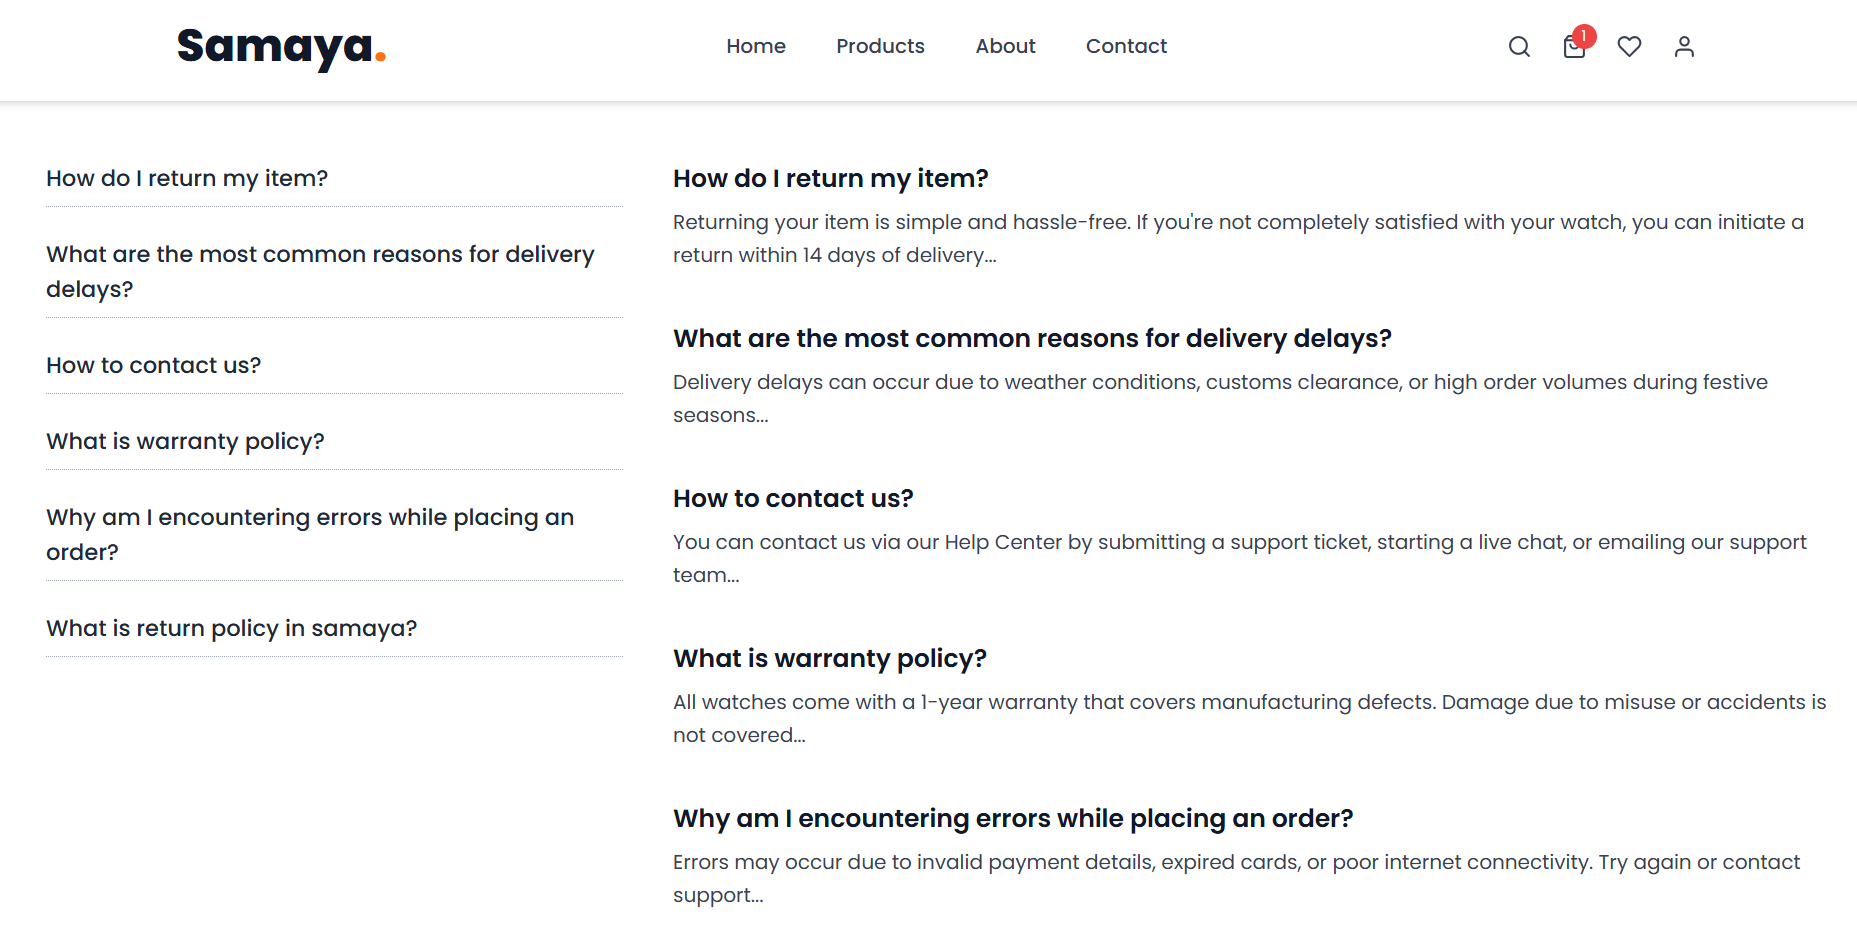 Samaya.
Home Products About Contact
1
How do I return my item?
What are the most common reasons for delivery
delays?
How to contact us?
What is warranty policy?
Why am I encountering errors while placing an
order?
What is return policy in samaya?
How do I return my item?
Returning your item is simple and hassle-free. If you're not completely satisfied with your watch, you can initiate a
return within 14 days of delivery...
What are the most common reasons for delivery delays?
Delivery delays can occur due to weather conditions, customs clearance, or high order volumes during festive
seasons...
How to contact us?
You can contact us via our Help Center by submitting a support ticket, starting a live chat, or emailing our support
team...
What is warranty policy?
All watches come with a 1-year warranty that covers manufacturing defects. Damage due to misuse or accidents is
not covered...
Why am I encountering errors while placing an order?
Errors may occur due to invalid payment details, expired cards, or poor internet connectivity. Try again or contact
support...